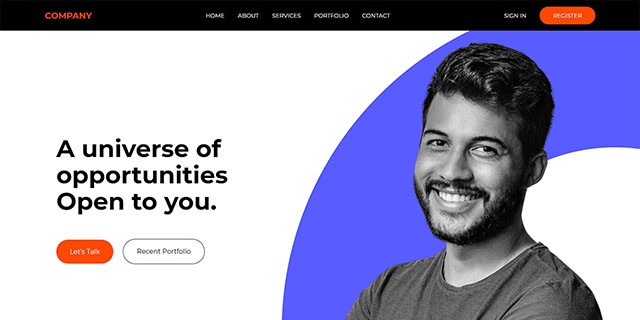 COMPANY
HOME ABOUT SERVICES PORTFOLIO CONTACT
SIGN IN
REGISTER
A universe of
opportunities
Open to you.
Let's Talk
Recent Portfolio